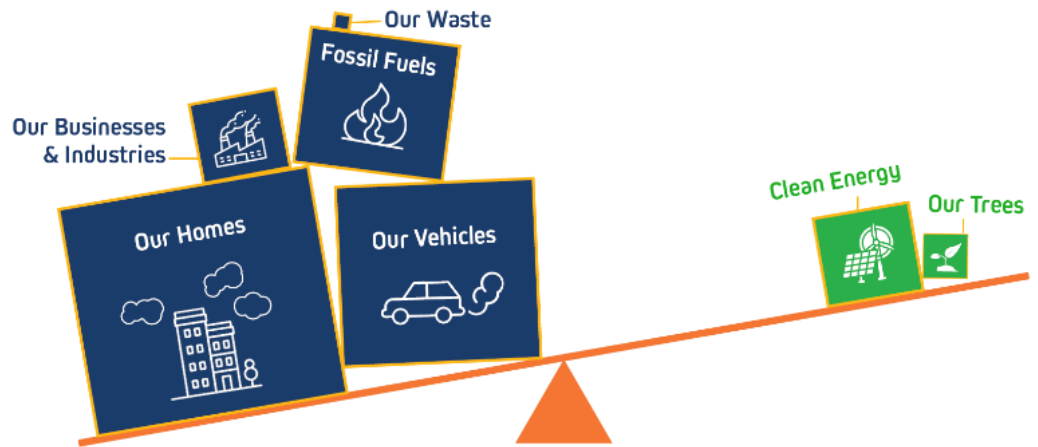 Our Waste
Fossil Fuels
Our Businesses
& Industries
Our Homes
Our Vehicles
Clean Energy
Our Trees